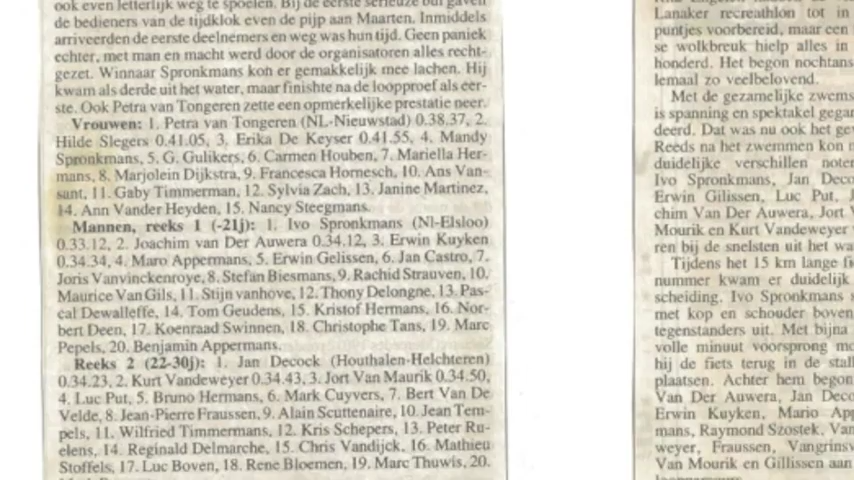 ook even letterlijk weg te spoelen. Bij de eerste serieuze bui gaven
de bedieners van de tijdklok even de pijp aan Maarten. Inmiddels
arriveerden de eerste deelnemers en weg was hun tijd. Geen paniek
echter, met man en macht werd door de organisatoren alles recht-
gezet. Winnaar Spronkmans kon er gemakkelijk mee lachen. Hij
kwam als derde uit het water, maar finishte na de loopproef als eer-
ste. Ook Petra van Tongeren zette een opmerkelijke prestatie neer.
Vrouwen: 1. Petra van Tongeren (NL-Nieuwstad) 0.38.37, 2.
Hilde Slegers 0.41.05, 3. Erika De Keyser 0.41.55, 4. Mandy
Spronkmans, 5. G. Gulikers, 6. Carmen Houben, 7. Mariella Her-
mans, 8. Marjolein Dijkstra, 9. Francesca Hornesch, 10. Ans Van-
sant, 11. Gaby Timmerman, 12. Sylvia Zach, 13. Janine Martinez,
14. Ann Vander Heyden, 15. Nancy Steegmans.
Mannen, reeks 1 (-21j): 1. Ivo Spronkmans (Nl-Elsloo)
0.33.12, 2. Joachim van Der Auwera 0.34.12, 3. Erwin Kuyken
0.34.34, 4. Maro Appermans, 5. Erwin Gelissen, 6. Jan Castro, 7.
Joris Vanvinckenroye, 8. Stefan Biesmans, 9. Rachid Strauven, 10.
Maurice Van Gils, 11. Stijn vanhove, 12. Thony Delongne, 13. Pas-
cal Dewalleffe, 14. Tom Geudens, 15. Kristof Hermans, 16. Nor-
bert Deen, 17. Koenraad Swinnen, 18. Christophe Tans, 19. Marc
Pepels, 20. Benjamin Appermans.
Reeks 2 (22-30j): 1. Jan Decock (Houthalen-Helchteren)
0.34.23, 2. Kurt Vandeweyer 0.34.43, 3. Jort Van Maurik 0.34.50,
4. Luc Put, 5. Bruno Hermans, 6. Mark Cuyvers, 7. Bert Van De
Velde, 8. Jean-Pierre Fraussen, 9. Alain Scuttenaire, 10. Jean Tem-
pels, 11. Wilfried Timmermans, 12. Kris Schepers, 13. Peter Ru-
elens, 14. Reginald Delmarche, 15. Chris Vandijck, 16. Mathieu
Stoffels, 17. Luc Boven, 18. Rene Bloemen, 19. Marc Thuwis, 20.
Lanaker recreathlon tot in
puntjes voorbereid, maar een
se wolkbreuk hielp alles in
honderd. Het begon nochtans
lemaal zo veelbelovend.
Met de gezamelijke zwems
is spanning en spektakel gegar
deerd. Dat was nu ook het gev
Reeds na het zwemmen kon m
duidelijke verschillen noter
Ivo Spronkmans, Jan Deco
Erwin Gilissen, Luc Put, J
chim Van Der Auwera, Jort V
Mourik en Kurt Vandeweyer
ren bij de snelsten uit het wa
Tijdens het 15 km lange fi
nummer kwam er duidelijk
scheiding. Ivo Spronkmans s
met kop en schouder boven
tegenstanders uit. Met bijna
volle minuut voorsprong mo
hij de fiets terug in de stall
plaatsen. Achter hem begon
Van Der Auwera, Jan Deco
Erwin Kuyken, Mario App
mans, Raymond Szostek, Van
weyer, Fraussen, Vangrinsv
Van Mourik en Gillissen aan